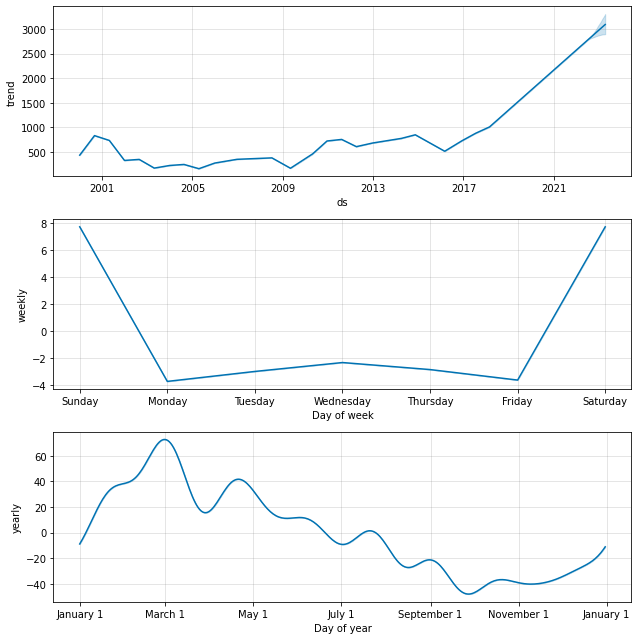 3000
2500
2000
1500
1000
500
trend
2001 2005 2009 2013 2017 2021
ds
8
6
4
2
0
−2
−4
weekly
Sunday Monday Tuesday Wednesday Thursday Friday Saturday
Day of week
60
40
20
0
−20
−40
yearly
January 1 March 1 May 1 July 1 September 1 November 1 January 1
Day of year